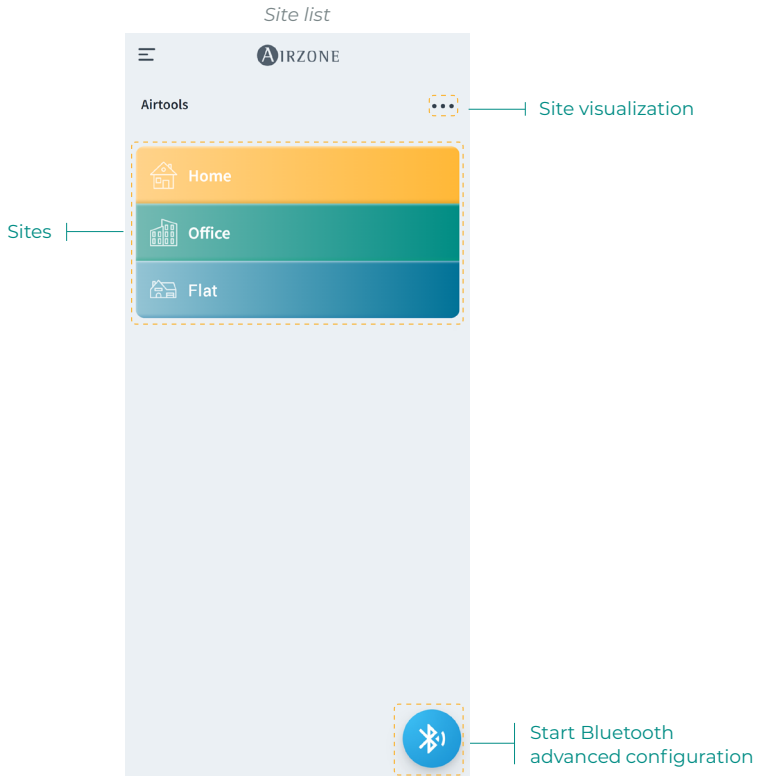 Site list
AIRZONE
Airtools
Site visualization
Home
Sites
Office
Flat
Start Bluetooth
advanced configuration